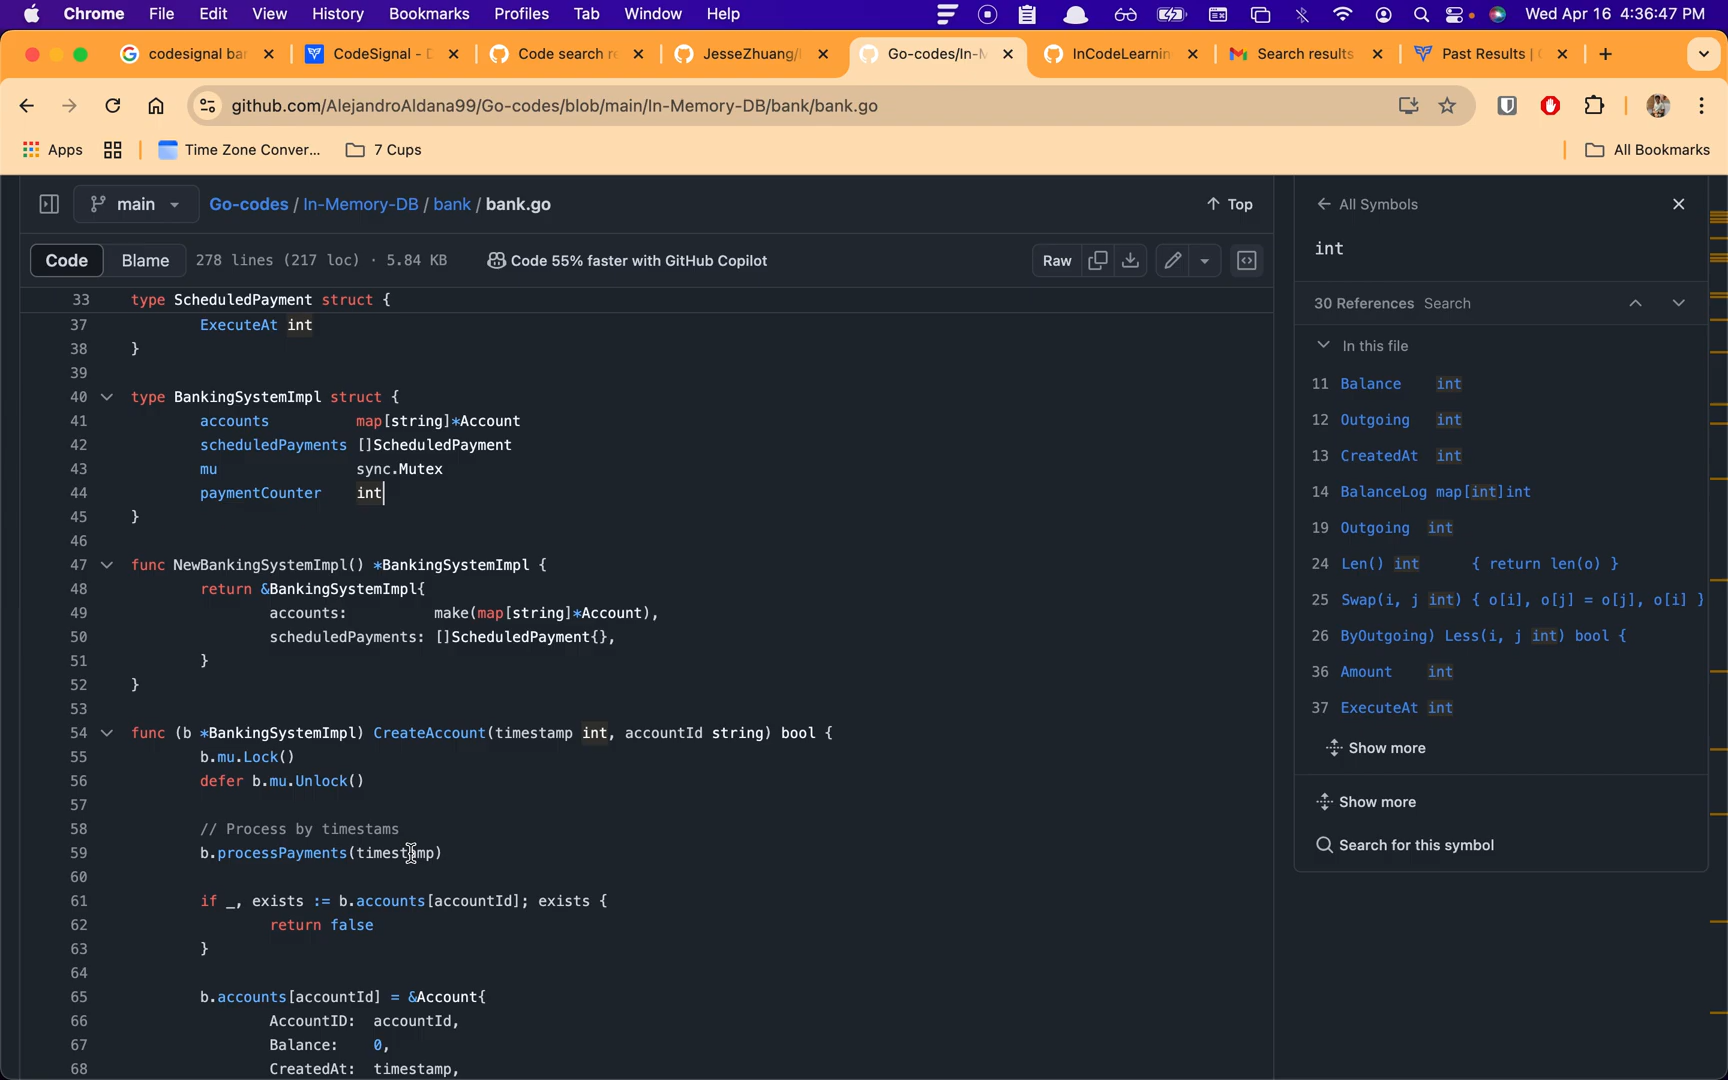 Chrome File Edit View History Bookmarks Profiles Tab Window Help Wed Apr 16 4:36:47 PM
codesignal bar CodeSignal - D Code search re JesseZhuang/ Go-codes/In-M InCodeLearnin Search results Past Results |
github.com/AlejandroAldana99/Go-codes/blob/main/In-Memory-DB/bank/bank.go
Apps Time Zone Conver... 7 Cups All Bookmarks
main Go-codes / In-Memory-DB / bank / bank.go Top
Code Blame 278 lines (217 loc) · 5.84 KB Code 55% faster with GitHub Copilot Raw
33 type ScheduledPayment struct {
37 ExecuteAt int
38 }
39
40 type BankingSystemImpl struct {
41 accounts map[string]*Account
42 scheduledPayments []ScheduledPayment
43 mu sync.Mutex
44 paymentCounter int
45 }
46
47 func NewBankingSystemImpl() *BankingSystemImpl {
48 return &BankingSystemImpl{
49 accounts: make(map[string]*Account),
50 scheduledPayments: []ScheduledPayment{},
51 }
52 }
53
54 func (b *BankingSystemImpl) CreateAccount(timestamp int, accountId string) bool {
55 b.mu.Lock()
56 defer b.mu.Unlock()
57
58 // Process by timestams
59 b.processPayments(timestamp)
60
61 if _, exists := b.accounts[accountId]; exists {
62 return false
63 }
64
65 b.accounts[accountId] = &Account{
66 AccountID: accountId,
67 Balance: 0,
68 CreatedAt: timestamp,
All Symbols
int
30 References Search
In this file
11 Balance int
12 Outgoing int
13 CreatedAt int
14 BalanceLog map[int]int
19 Outgoing int
24 Len() int { return len(o) }
25 Swap(i, j int) { o[i], o[j] = o[j], o[i] }
26 ByOutgoing) Less(i, j int) bool {
36 Amount int
37 ExecuteAt int
Show more
Show more
Search for this symbol